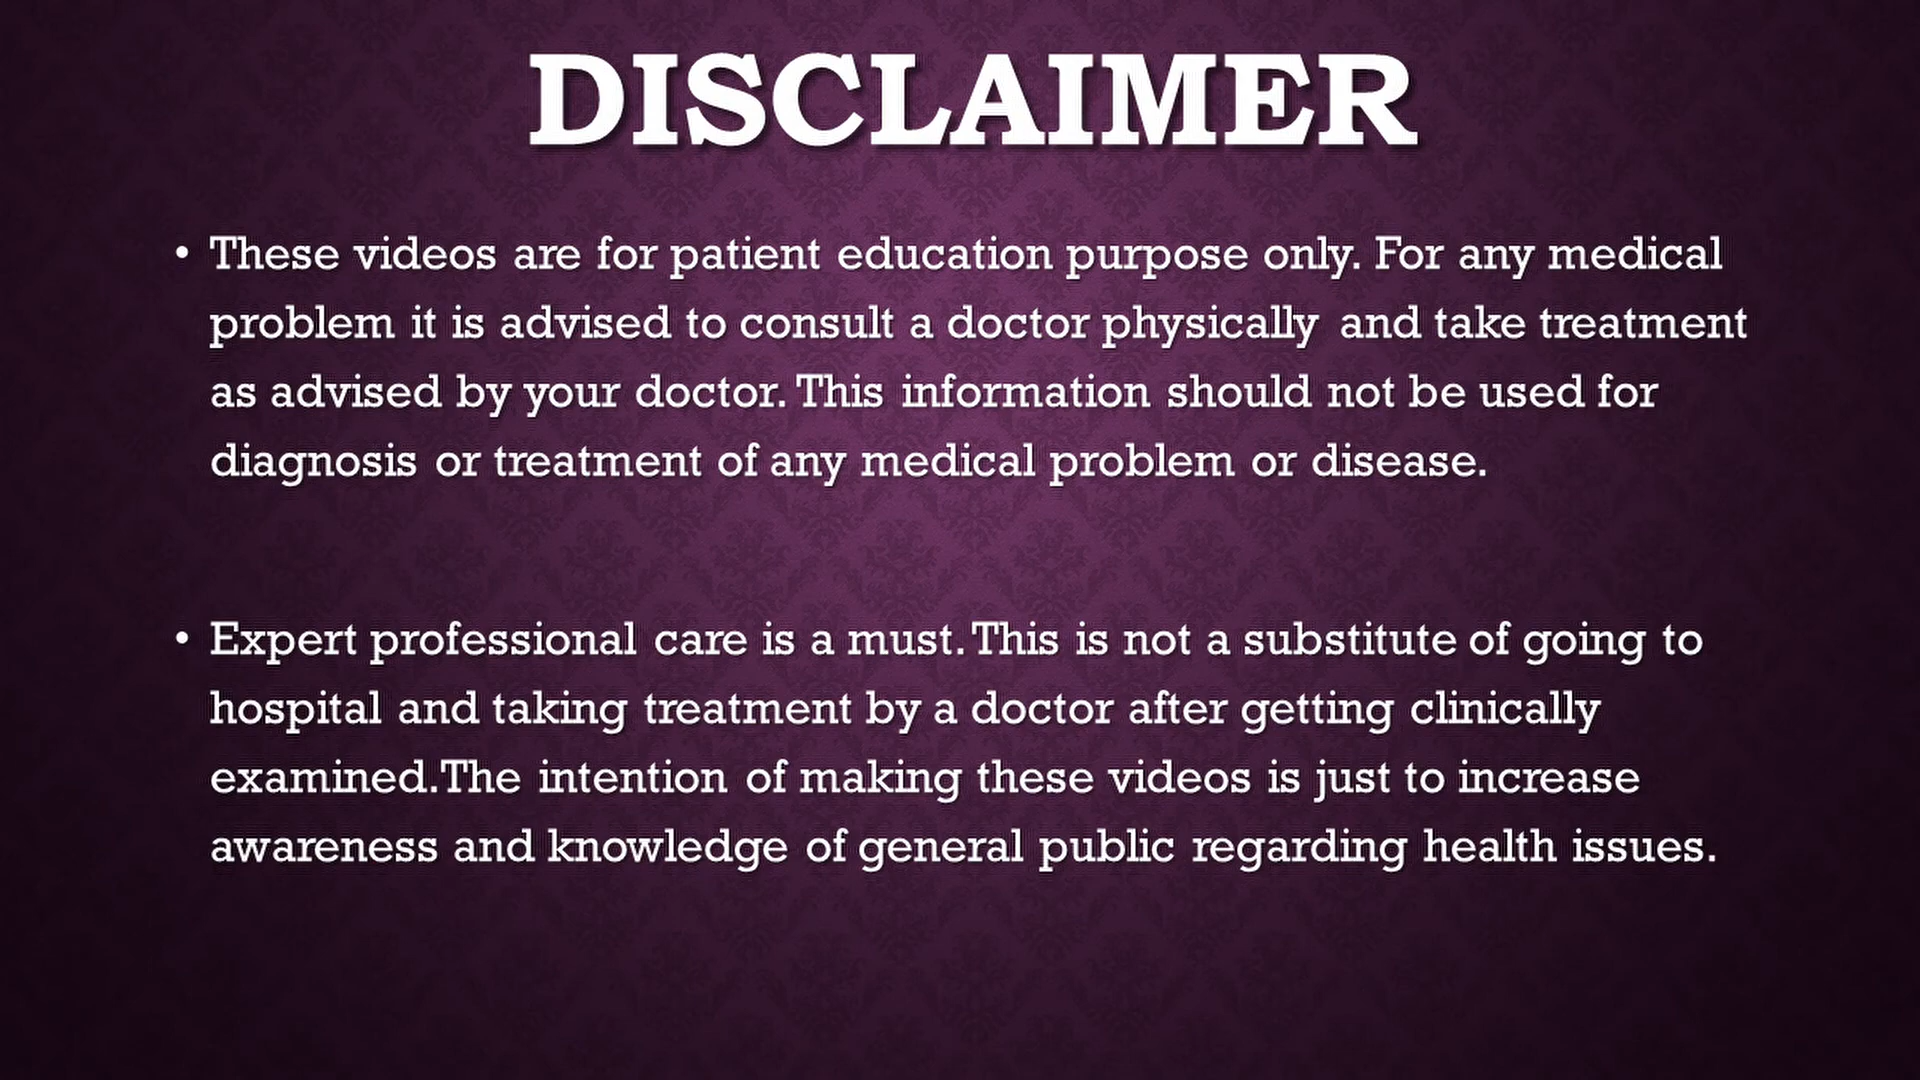 DISCLAIMER
• These videos are for patient education purpose only. For any medical
problem it is advised to consult a doctor physically and take treatment
as advised by your doctor. This information should not be used for
diagnosis or treatment of any medical problem or disease.
• Expert professional care is a must. This is not a substitute of going to
hospital and taking treatment by a doctor after getting clinically
examined.The intention of making these videos is just to increase
awareness and knowledge of general public regarding health issues.